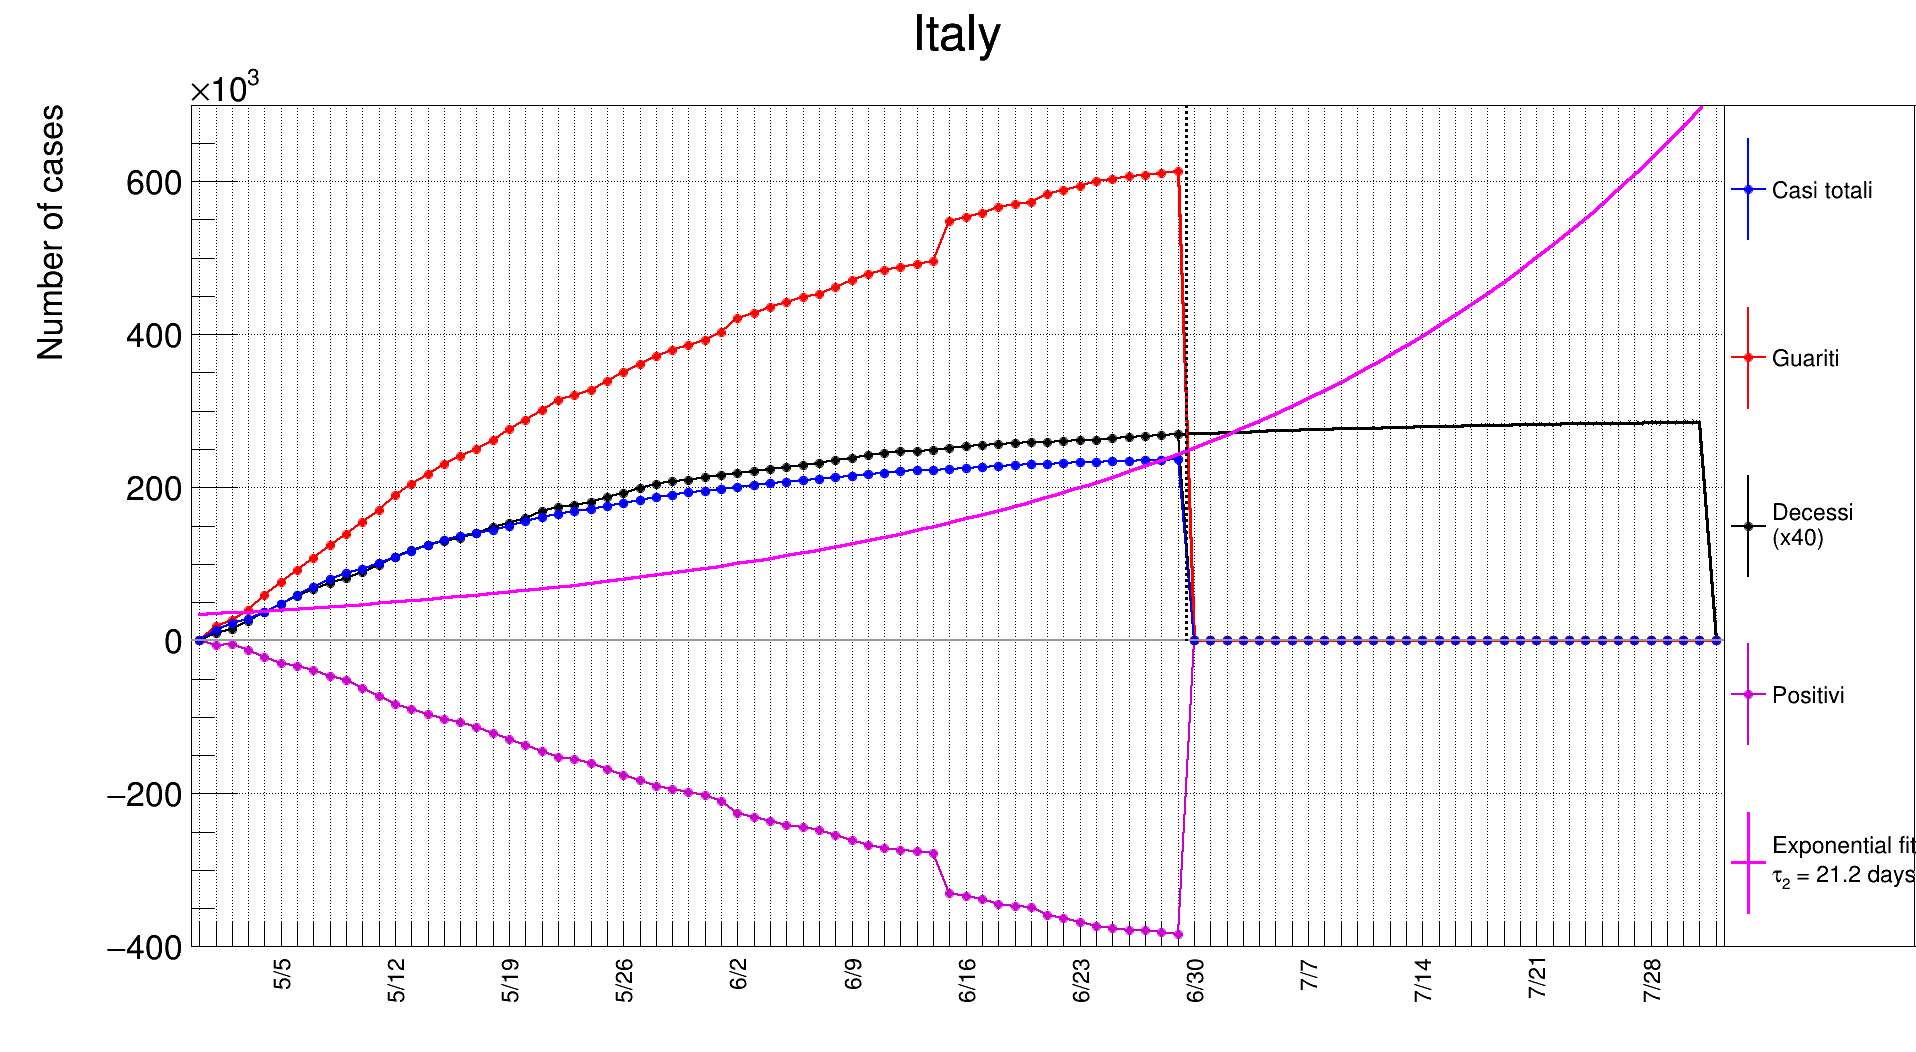 Italy
×10³
Number of cases
600
400
200
0
−200
−400
5/5
5/12
5/19
5/26
6/2
6/9
6/16
6/23
6/30
7/7
7/14
7/21
7/28
Casi totali
Guariti
Decessi
(x40)
Positivi
Exponential fit
τ₂ = 21.2 days